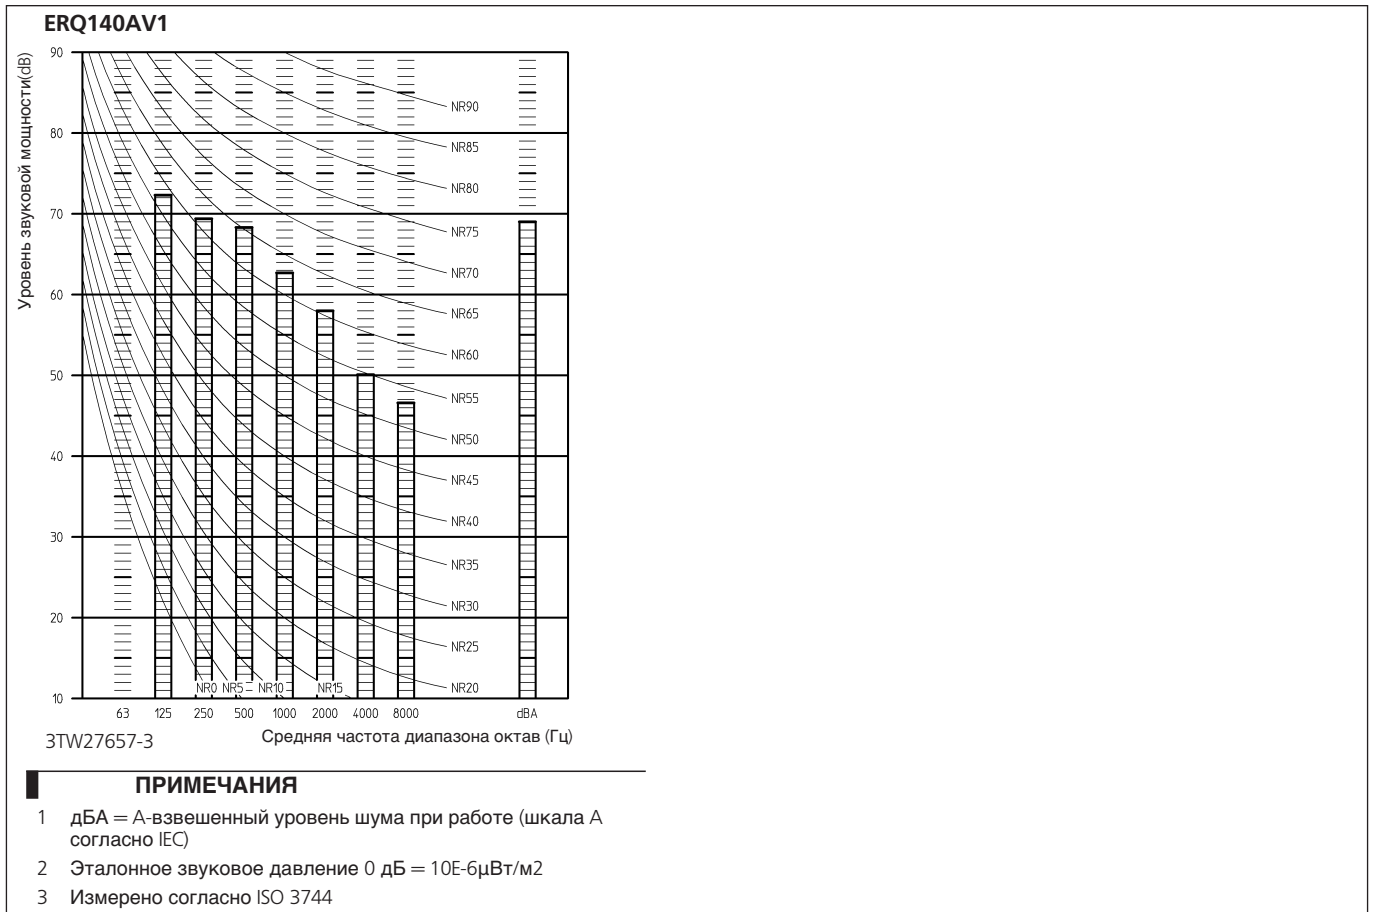 ERQ140AV1
Уровень звуковой мощности(dB)
90
80
70
60
50
40
30
20
10
NR90
NR85
NR80
NR75
NR70
NR65
NR60
NR55
NR50
NR45
NR40
NR35
NR30
NR25
NR20
NR0 NR5 NR10 NR15
63 125 250 500 1000 2000 4000 8000 dBA
3TW27657-3
Средняя частота диапазона октав (Гц)
ПРИМЕЧАНИЯ
1 дБА = А-взвешенный уровень шума при работе (шкала А
согласно IEC)
2 Эталонное звуковое давление 0 дБ = 10E-6µВт/м2
3 Измерено согласно ISO 3744